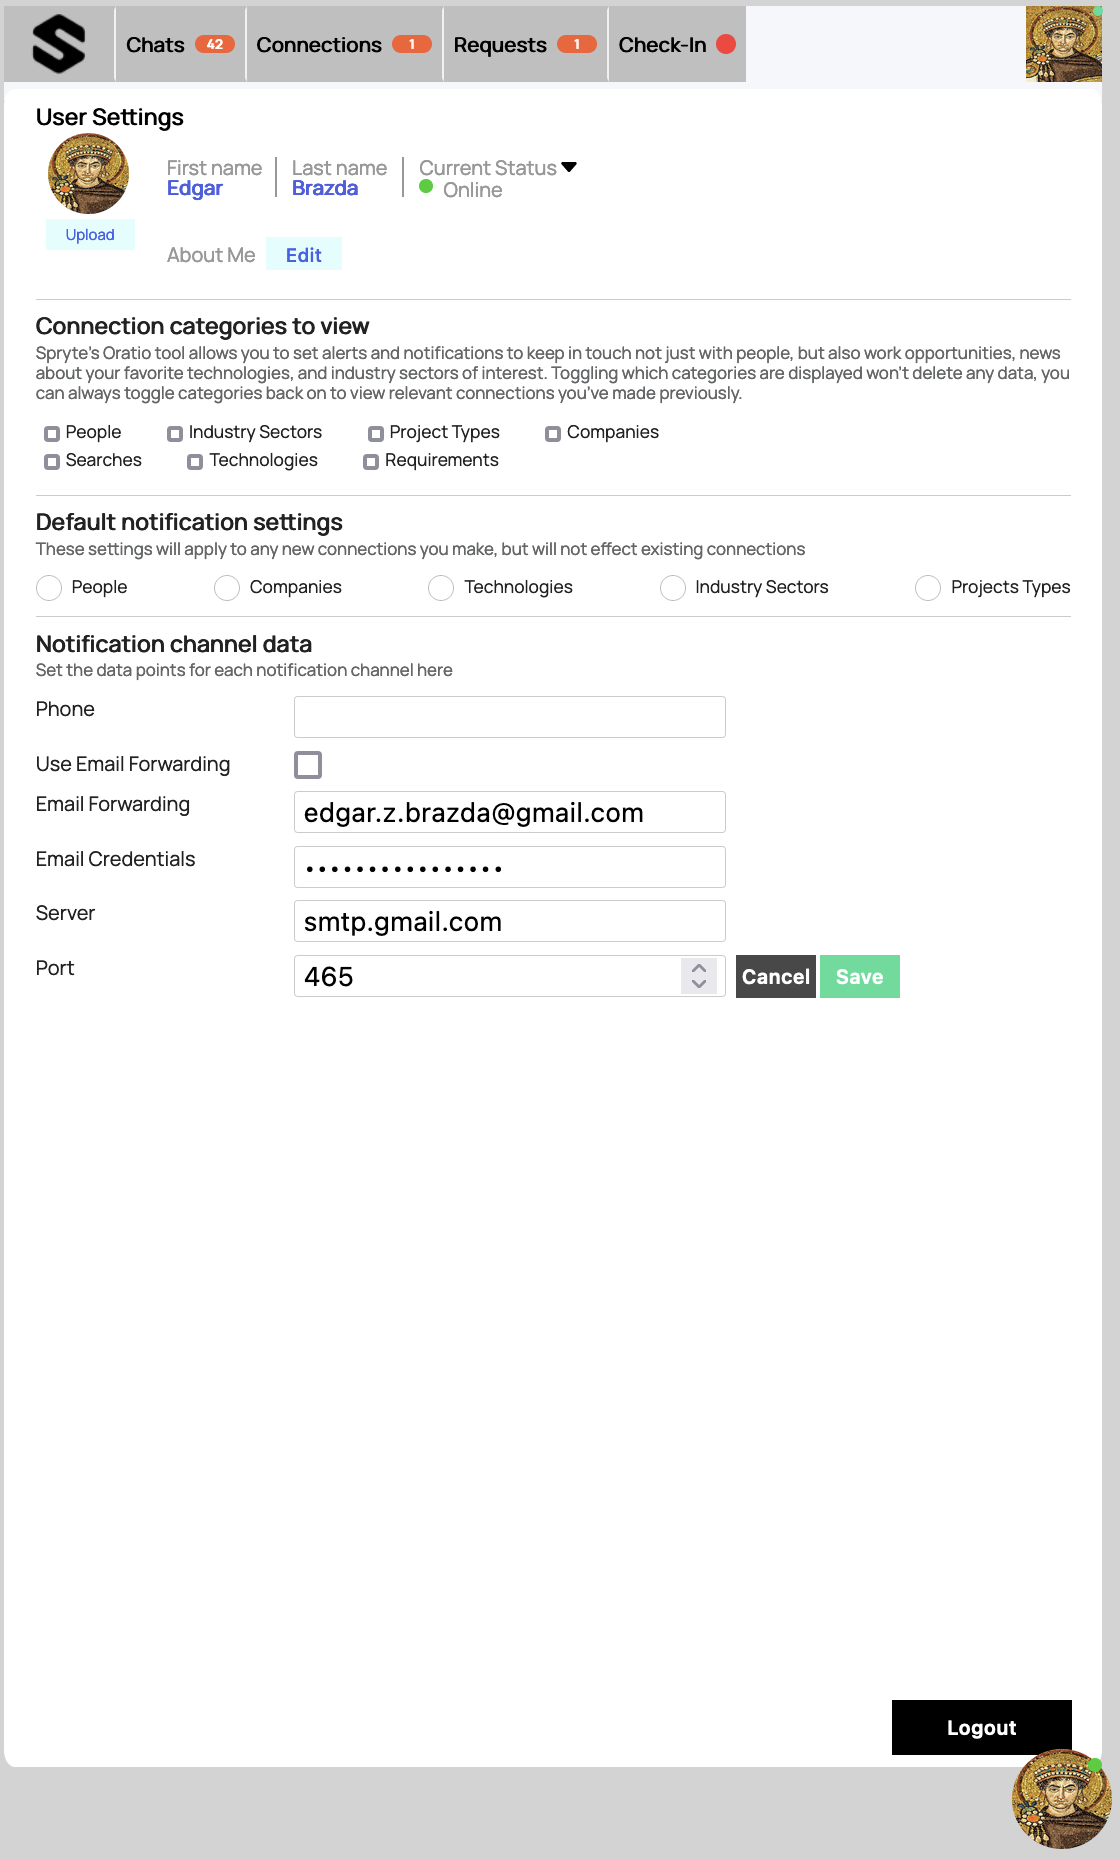 Chats 42 Connections 1 Requests 1 Check-In
User Settings
First name Last name Current Status
Edgar Brazda Online
Upload
About Me Edit
Connection categories to view
Spryte's Oratio tool allows you to set alerts and notifications to keep in touch not just with people, but also work opportunities, news
about your favorite technologies, and industry sectors of interest. Toggling which categories are displayed won't delete any data, you
can always toggle categories back on to view relevant connections you've made previously.
People Industry Sectors Project Types Companies
Searches Technologies Requirements
Default notification settings
These settings will apply to any new connections you make, but will not effect existing connections
People Companies Technologies Industry Sectors Projects Types
Notification channel data
Set the data points for each notification channel here
Phone
Use Email Forwarding
Email Forwarding edgar.z.brazda@gmail.com
Email Credentials ••••••••••••••••
Server smtp.gmail.com
Port 465 Cancel Save
Logout